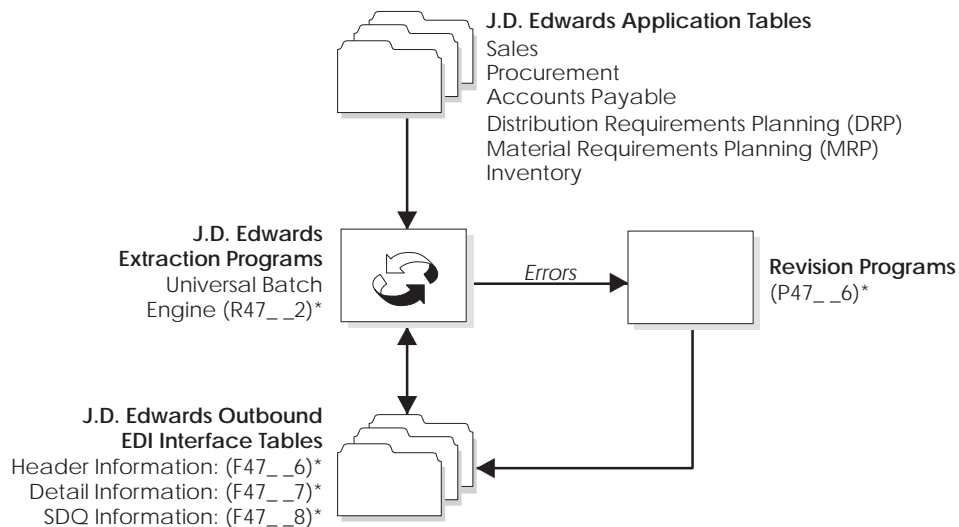 J.D. Edwards Application Tables
Sales
Procurement
Accounts Payable
Distribution Requirements Planning (DRP)
Material Requirements Planning (MRP)
Inventory
J.D. Edwards
Extraction Programs
Universal Batch
Engine (R47_ _2)*
Errors
Revision Programs
(P47_ _6)*
J.D. Edwards Outbound
EDI Interface Tables
Header Information: (F47_ _6)*
Detail Information: (F47_ _7)*
SDQ Information: (F47_ _8)*